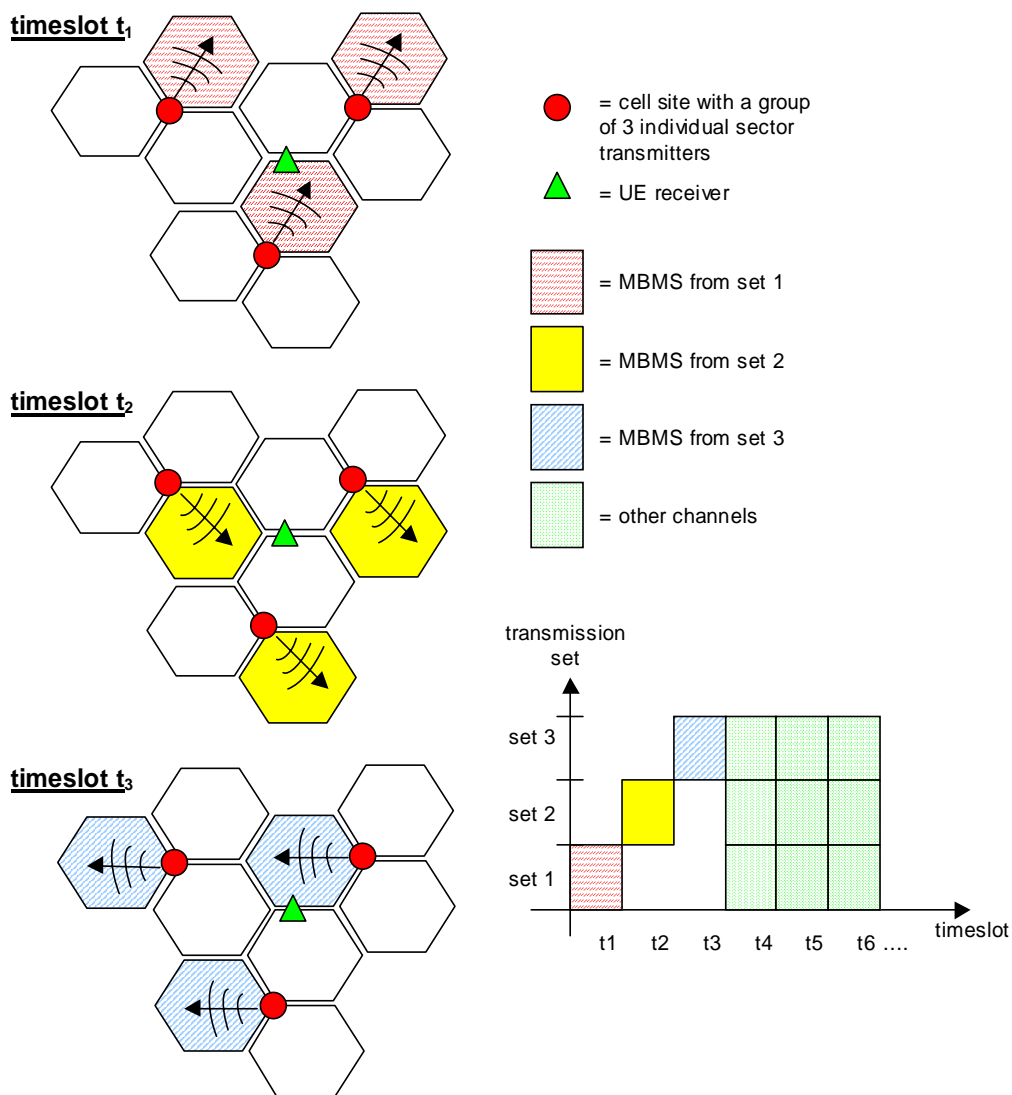 timeslot t1
= cell site with a group
of 3 individual sector
transmitters
= UE receiver
= MBMS from set 1
timeslot t2
= MBMS from set 2
= MBMS from set 3
= other channels
transmission
set
set 3
set 2
set 1
timeslot
t1 t2 t3 t4 t5 t6 ....
timeslot t3